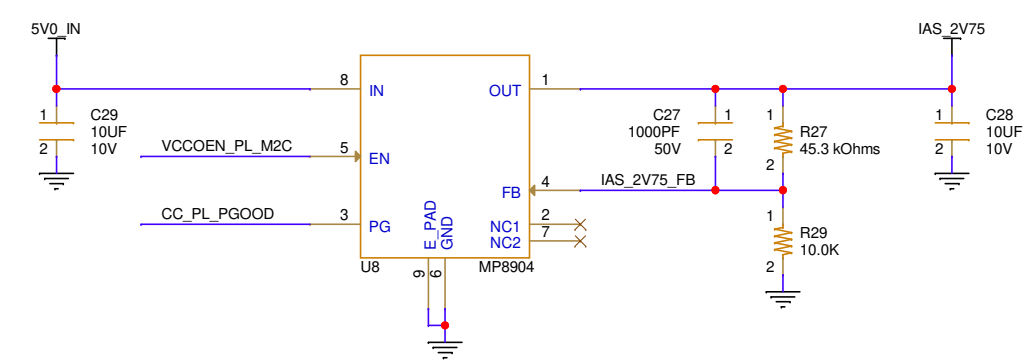 5V0_IN
IAS_2V75
8
IN
OUT
1
1
C29
10UF
10V
2
C27
1000PF
50V
1
2
1
R27
45.3 kOhms
2
1
C28
10UF
10V
2
VCCOEN_PL_M2C
5
EN
FB
4
IAS_2V75_FB
CC_PL_PGOOD
3
PG
E_PAD
GND
NC1
2
NC2
7
1
R29
10.0K
2
U8
MP8904
9
6